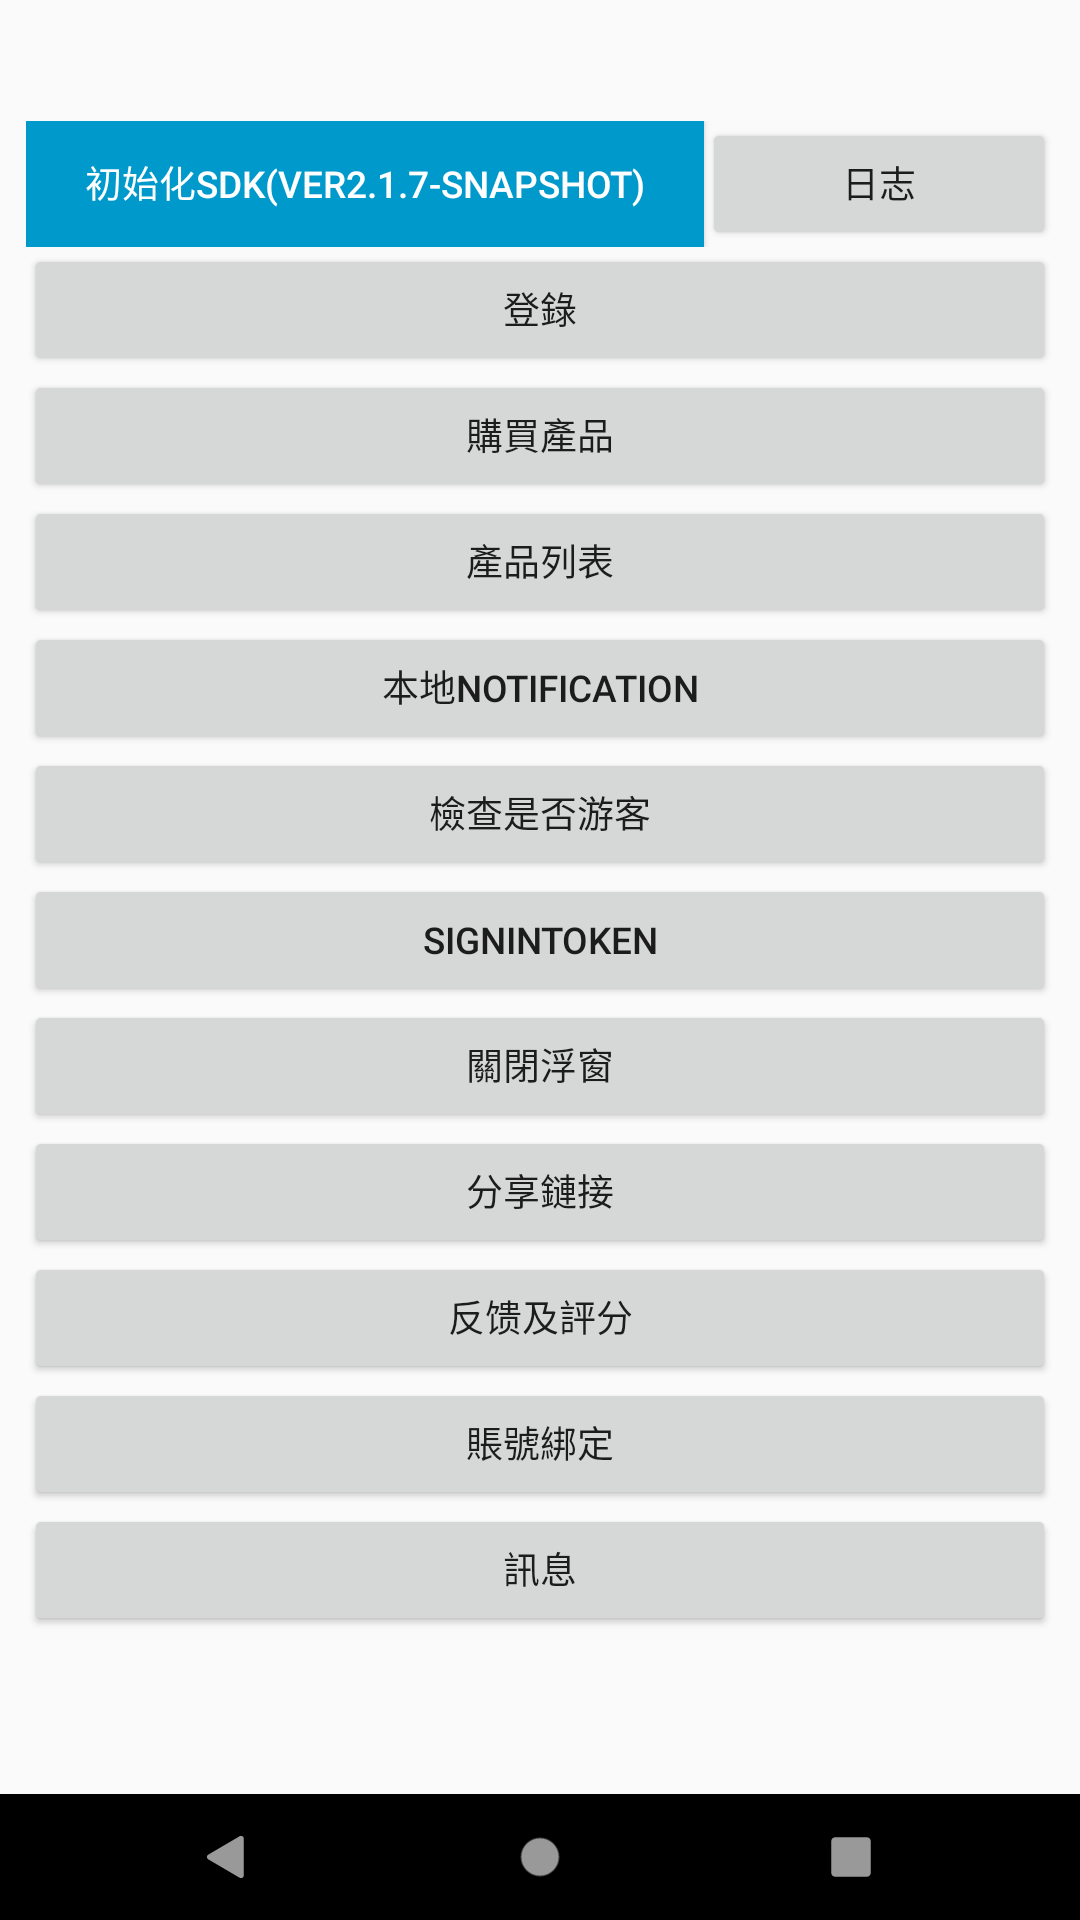 初始化SDK(VER2.1.7-SNAPSHOT)
日志
登錄
購買產品
產品列表
本地NOTIFICATION
檢查是否游客
SIGNINTOKEN
關閉浮窗
分享鏈接
反馈及評分
賬號綁定
訊息